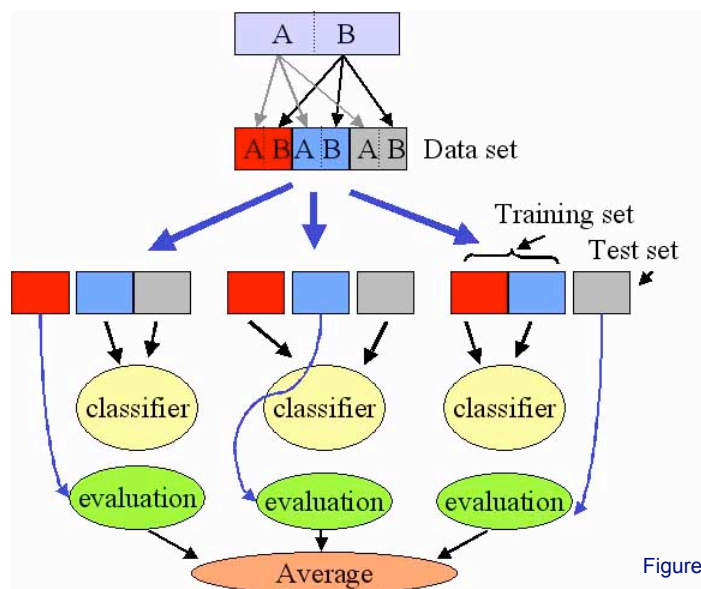 A B
A B A B A B Data set
Training set
Test set
classifier classifier classifier
evaluation evaluation evaluation
Average
Figure